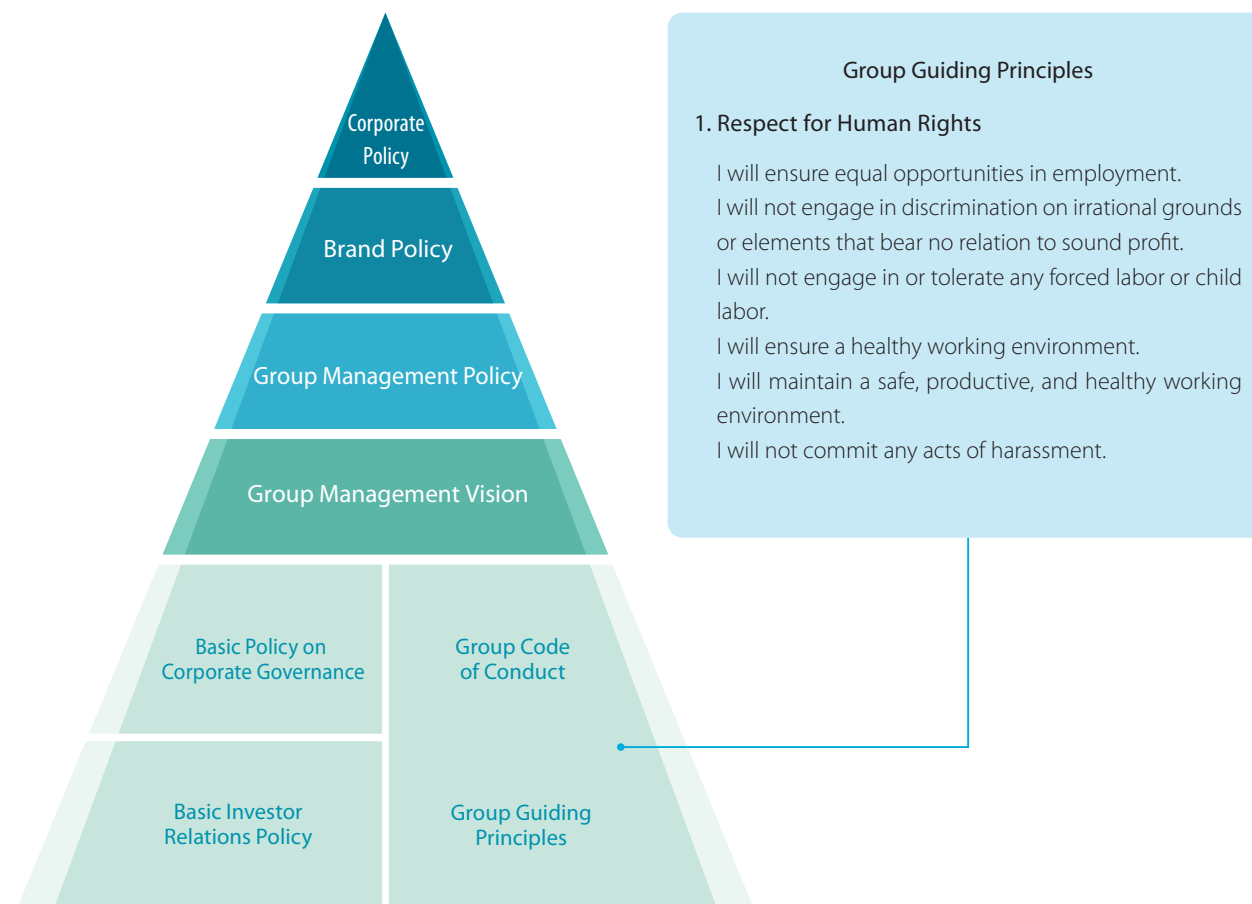 Corporate
Policy
Brand Policy
Group Management Policy
Group Management Vision
Basic Policy on
Corporate Governance
Group Code
of Conduct
Basic Investor
Relations Policy
Group Guiding
Principles
Group Guiding Principles
1. Respect for Human Rights
I will ensure equal opportunities in employment.
I will not engage in discrimination on irrational grounds
or elements that bear no relation to sound profit.
I will not engage in or tolerate any forced labor or child
labor.
I will ensure a healthy working environment.
I will maintain a safe, productive, and healthy working
environment.
I will not commit any acts of harassment.